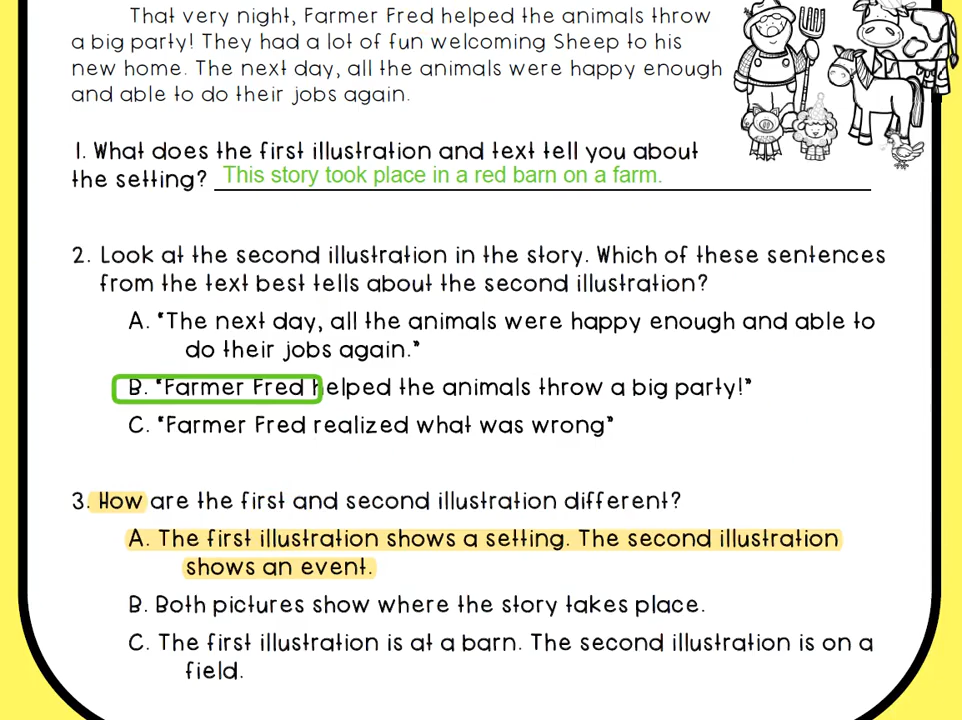 That very night, Farmer Fred helped the animals throw
a big party! They had a lot of fun welcoming Sheep to his
new home. The next day, all the animals were happy enough
and able to do their jobs again.
1. What does the first illustration and text tell you about
the setting? This story took place in a red barn on a farm.
2. Look at the second illustration in the story. Which of these sentences
from the text best tells about the second illustration?
A. "The next day, all the animals were happy enough and able to
do their jobs again."
B. "Farmer Fred helped the animals throw a big party!"
C. "Farmer Fred realized what was wrong"
3. How are the first and second illustration different?
A. The first illustration shows a setting. The second illustration
shows an event.
B. Both pictures show where the story takes place.
C. The first illustration is at a barn. The second illustration is on a
field.